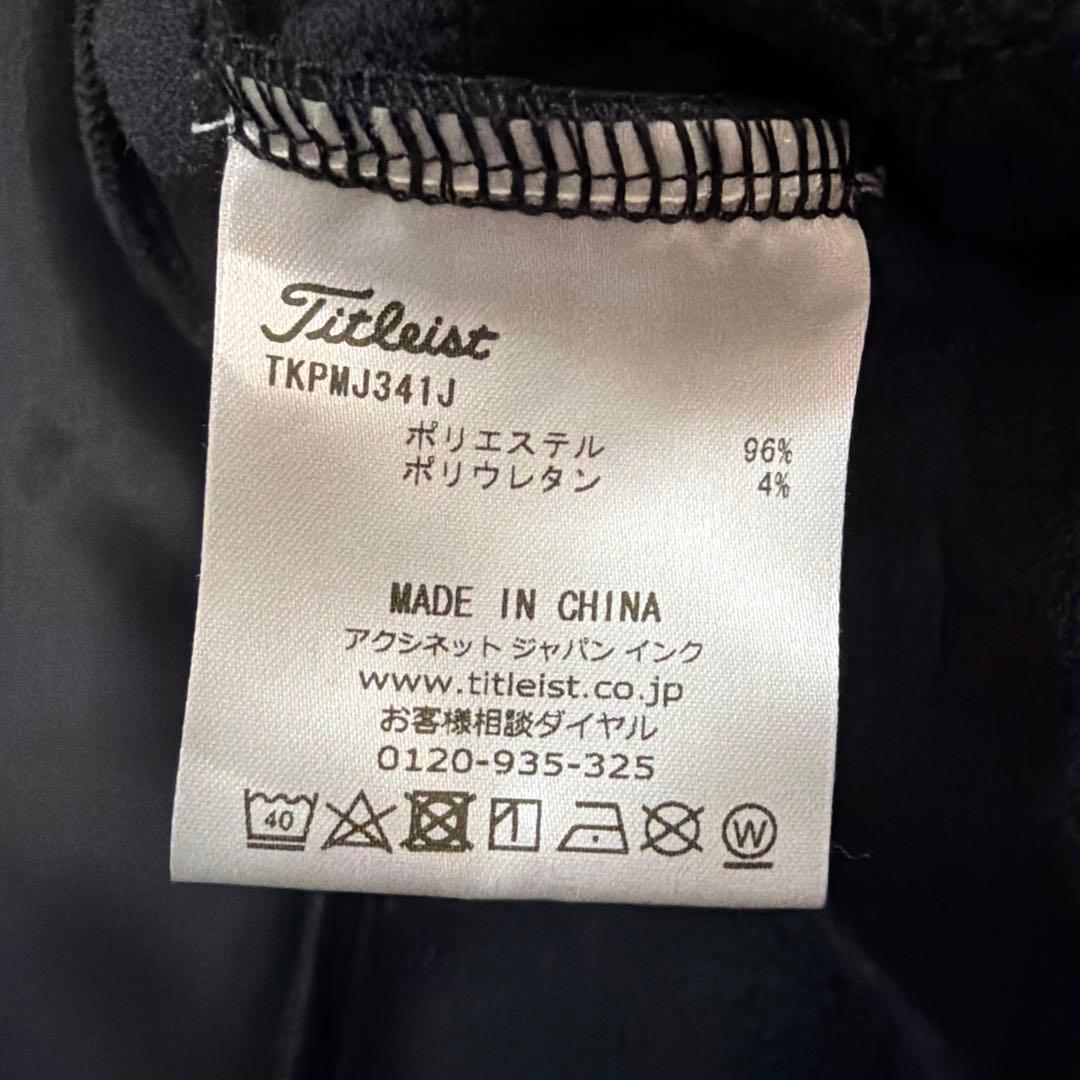 Titleist
TKPMJ341J
ポリエステル 96%
ポリウレタン 4%
MADE IN CHINA
アクシネット ジャパン インク
www.titleist.co.jp
お客様相談ダイヤル
0120-935-325
40 W